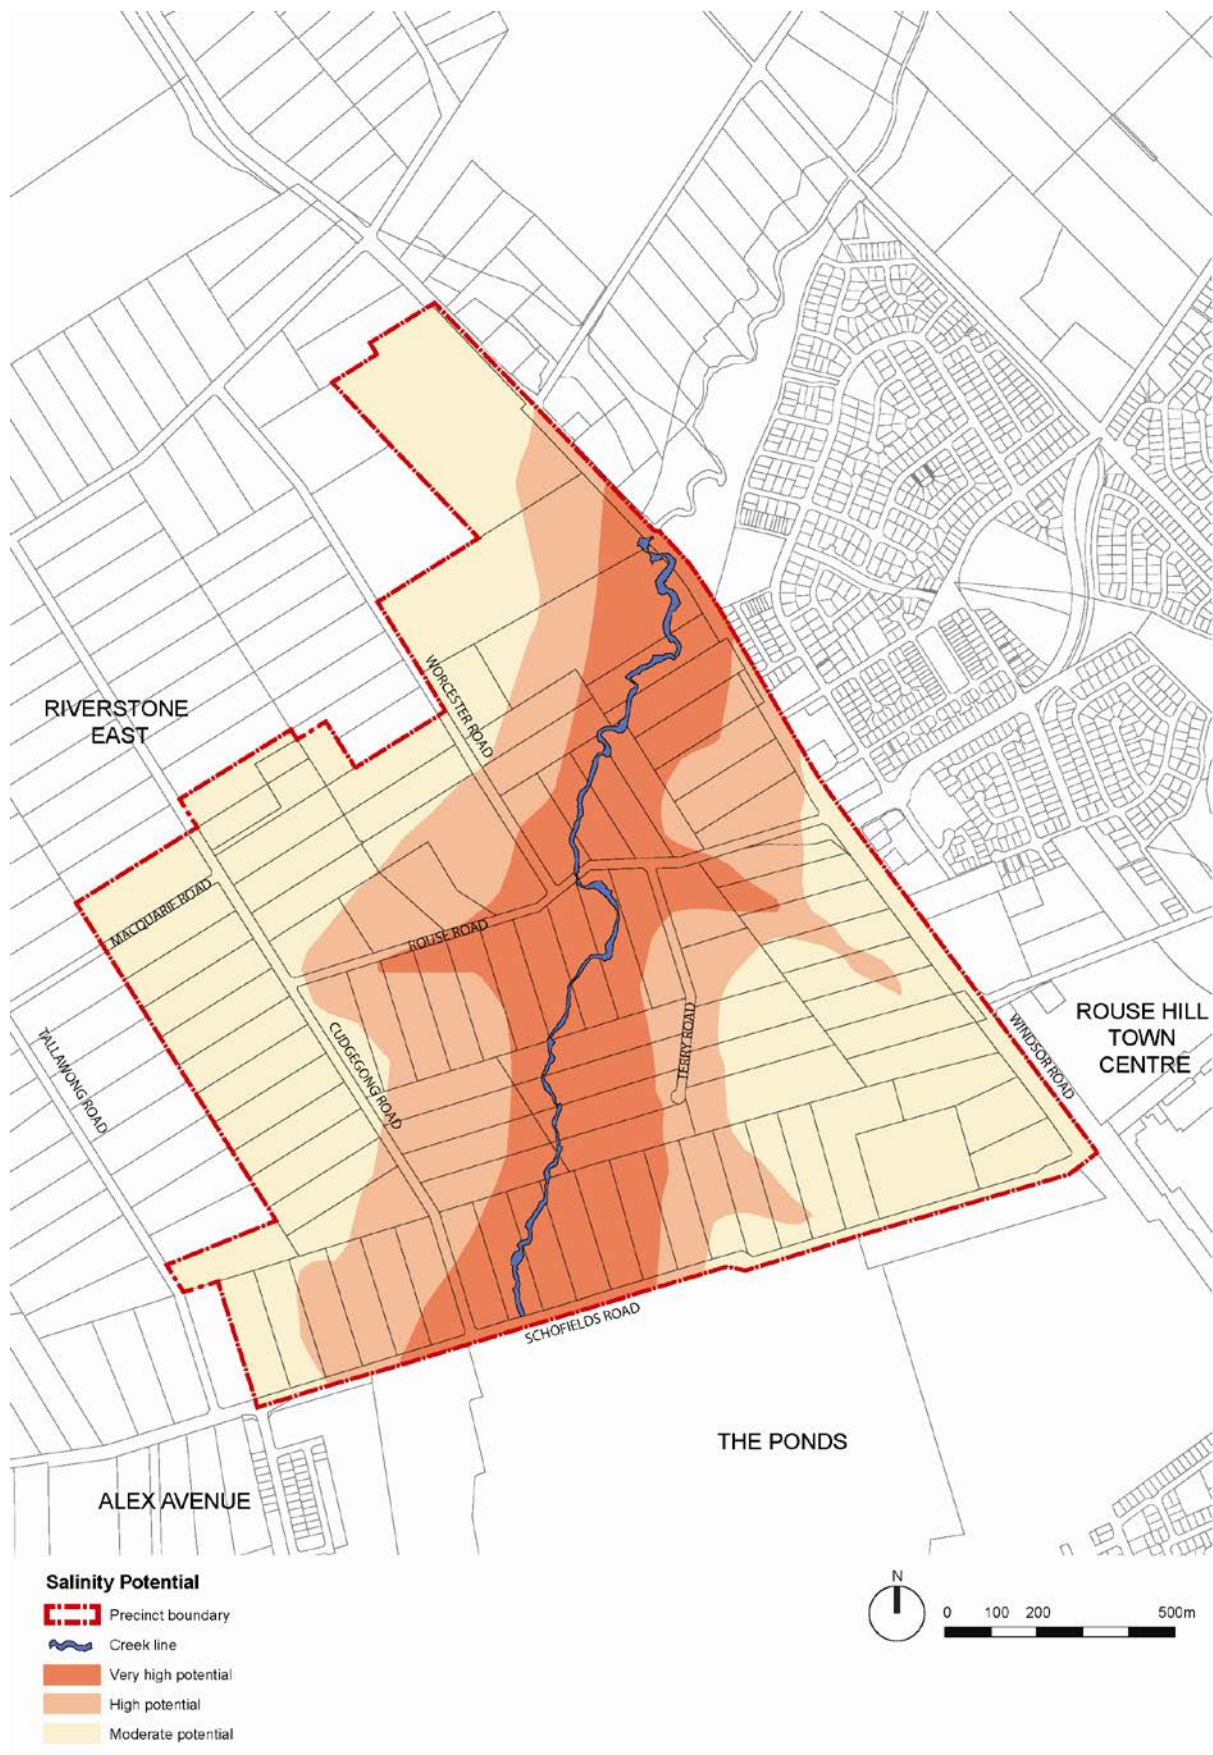 WORCESTER ROAD
RIVERSTONE
EAST
MACQUARIE ROAD
ROUSE ROAD
TALLAWONG ROAD
CUDGEGONG ROAD
TERRY ROAD
WINDSOR ROAD
ROUSE HILL
TOWN
CENTRE
SCHOFIELDS ROAD
THE PONDS
ALEX AVENUE
Salinity Potential
Precinct boundary
Creek line
Very high potential
High potential
Moderate potential
N
0 100 200 500m